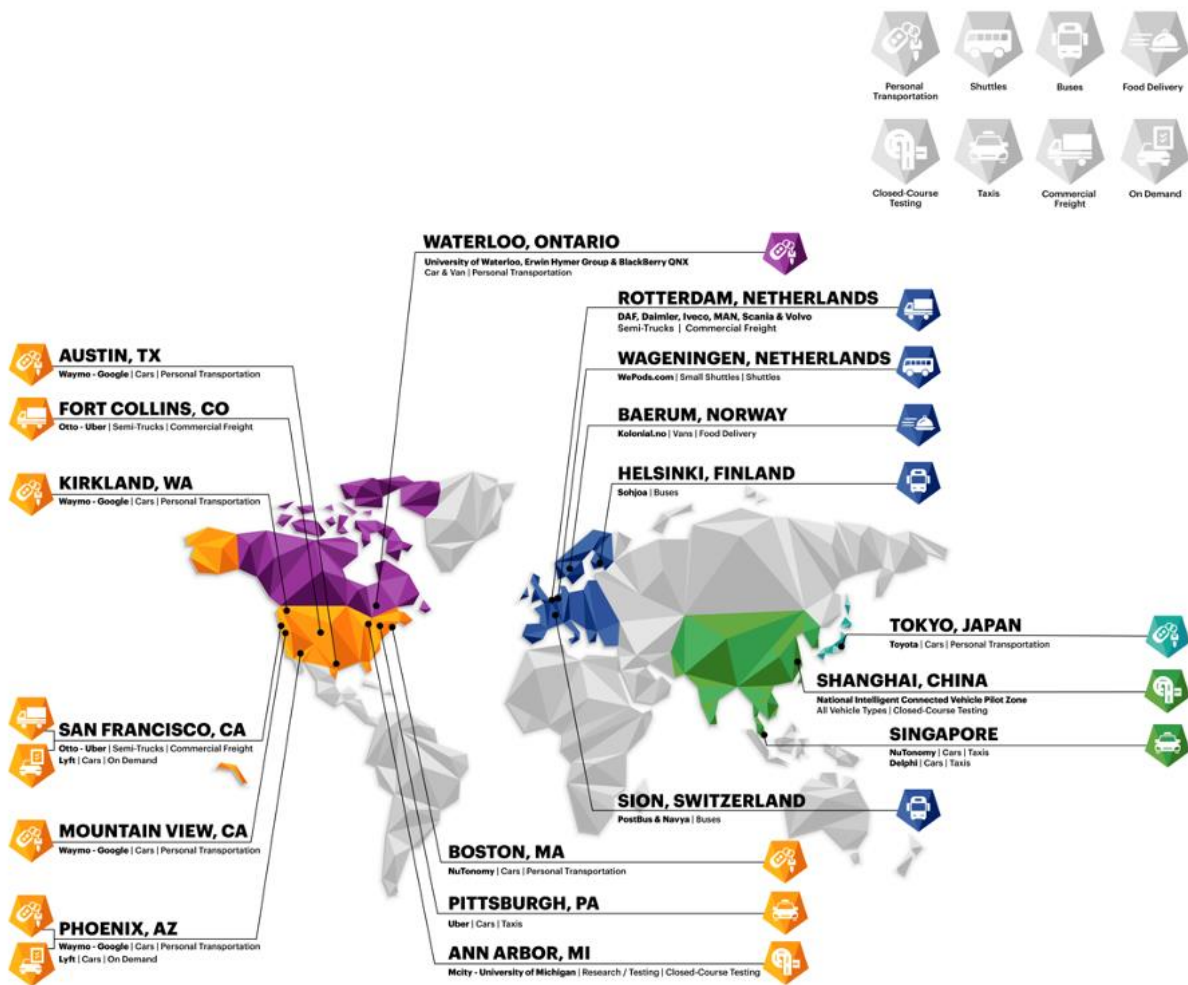 Personal
Transportation
Shuttles
Buses
Food Delivery
Closed-Course
Testing
Taxis
Commercial
Freight
On Demand
WATERLOO, ONTARIO
University of Waterloo, Erwin Hymer Group & BlackBerry QNX
Car & Van | Personal Transportation
ROTTERDAM, NETHERLANDS
DAF, Daimler, Iveco, MAN, Scania & Volvo
Semi-Trucks | Commercial Freight
WAGENINGEN, NETHERLANDS
WePods.com | Small Shuttles | Shuttles
BAERUM, NORWAY
Kolonial.no | Vans | Food Delivery
HELSINKI, FINLAND
Sohjoa | Buses
AUSTIN, TX
Waymo - Google | Cars | Personal Transportation
FORT COLLINS, CO
Otto - Uber | Semi-Trucks | Commercial Freight
KIRKLAND, WA
Waymo - Google | Cars | Personal Transportation
SAN FRANCISCO, CA
Otto - Uber | Semi-Trucks | Commercial Freight
Lyft | Cars | On Demand
MOUNTAIN VIEW, CA
Waymo - Google | Cars | Personal Transportation
PHOENIX, AZ
Waymo - Google | Cars | Personal Transportation
Lyft | Cars | On Demand
TOKYO, JAPAN
Toyota | Cars | Personal Transportation
SHANGHAI, CHINA
National Intelligent Connected Vehicle Pilot Zone
All Vehicle Types | Closed-Course Testing
SINGAPORE
NuTonomy | Cars | Taxis
Delphi | Cars | Taxis
SION, SWITZERLAND
PostBus & Navya | Buses
BOSTON, MA
NuTonomy | Cars | Personal Transportation
PITTSBURGH, PA
Uber | Cars | Taxis
ANN ARBOR, MI
Mcity - University of Michigan | Research / Testing | Closed-Course Testing